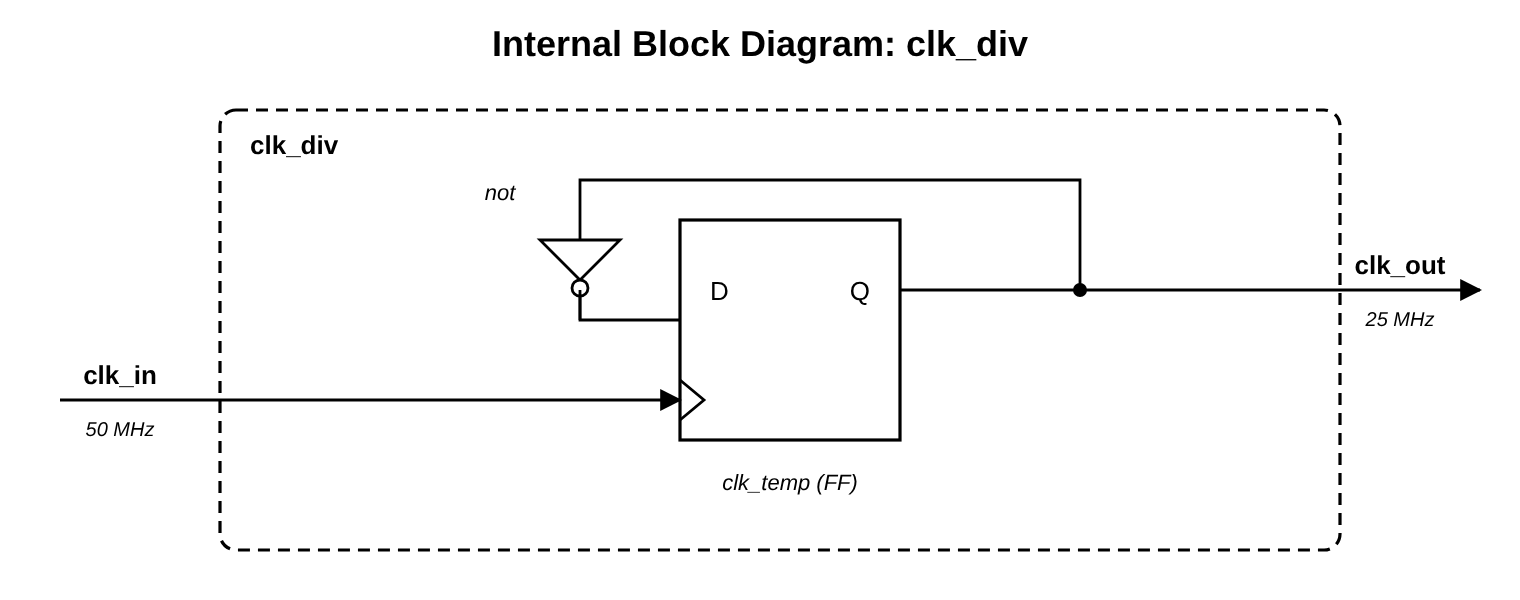 Internal Block Diagram: clk_div
clk_div
not
D
Q
clk_out
25 MHz
clk_in
50 MHz
clk_temp (FF)